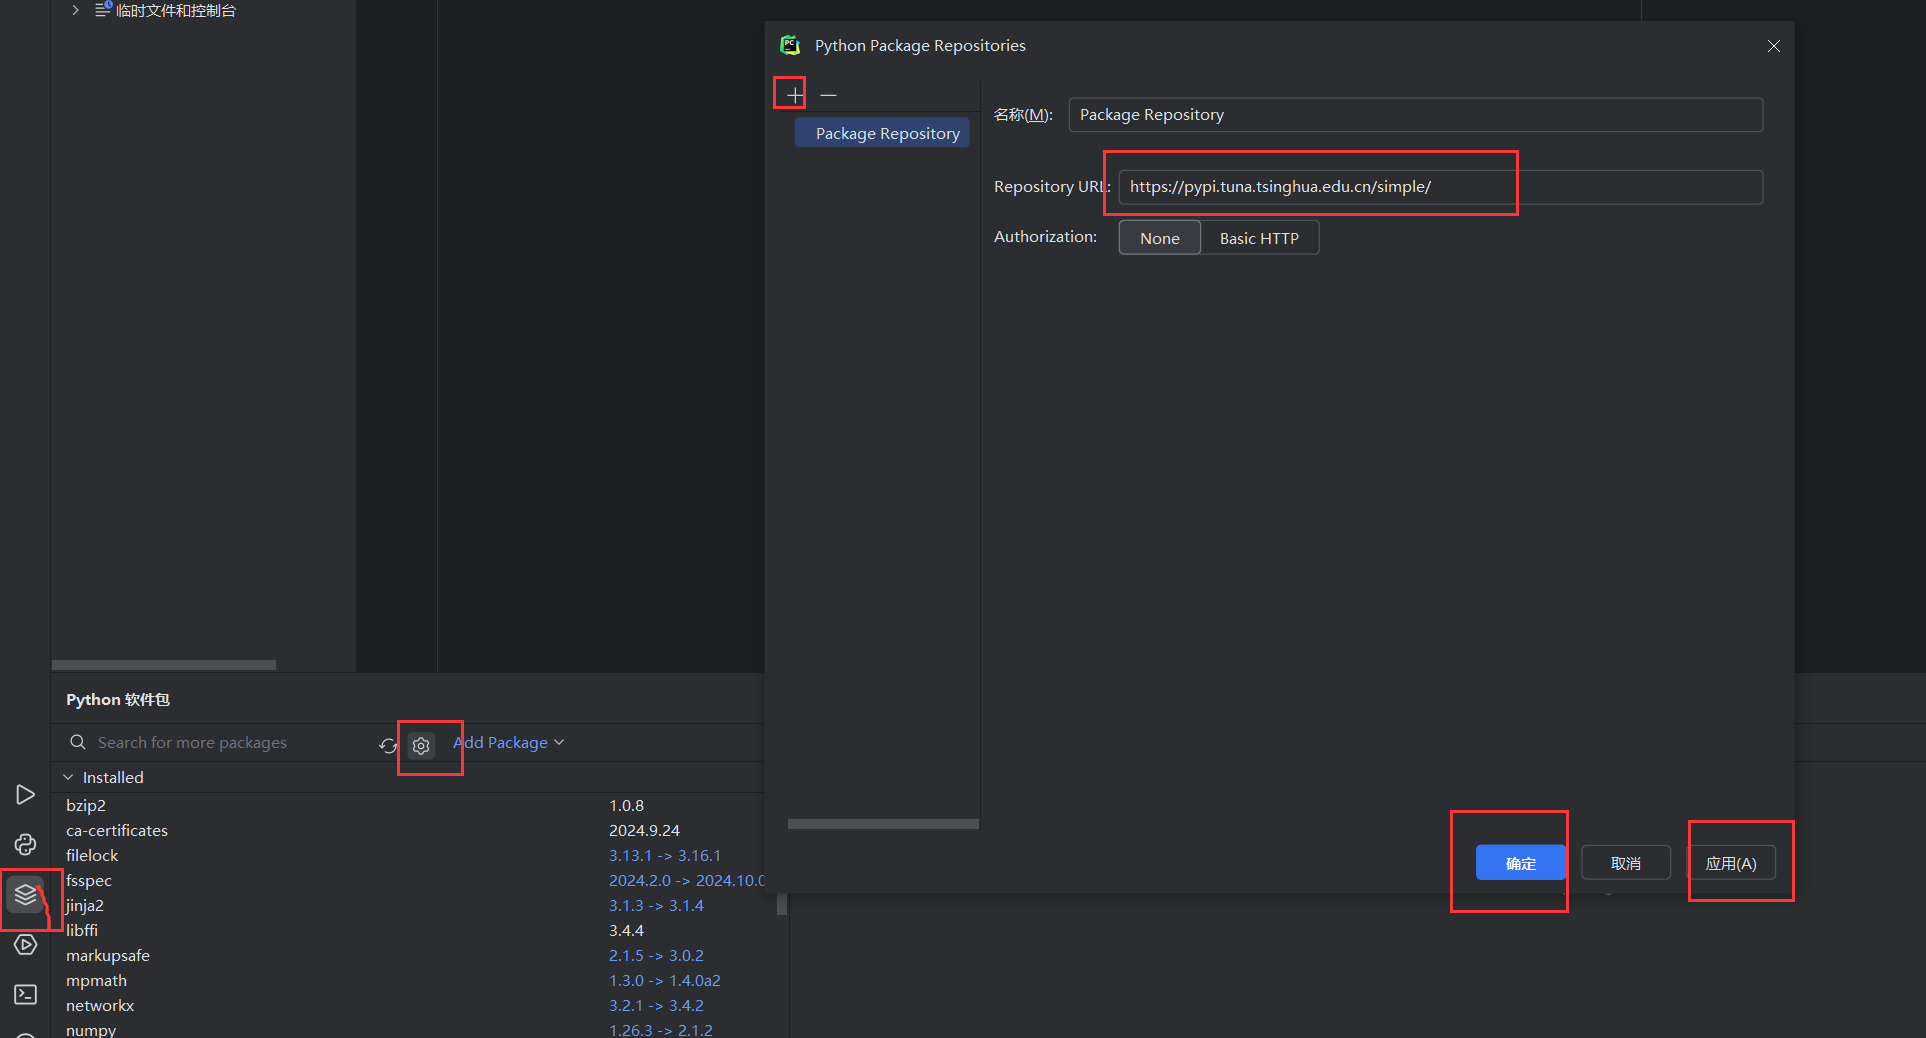 临时文件和控制台
Python Package Repositories
Package Repository
名称(M):
Package Repository
Repository URL:
https://pypi.tuna.tsinghua.edu.cn/simple/
Authorization:
None
Basic HTTP
确定
取消
应用(A)
Python 软件包
Search for more packages
Add Package
Installed
bzip2 1.0.8
ca-certificates 2024.9.24
filelock 3.13.1 -> 3.16.1
fsspec 2024.2.0 -> 2024.10.0
jinja2 3.1.3 -> 3.1.4
libffi 3.4.4
markupsafe 2.1.5 -> 3.0.2
mpmath 1.3.0 -> 1.4.0a2
networkx 3.2.1 -> 3.4.2
numpy 1.26.3 -> 2.1.2